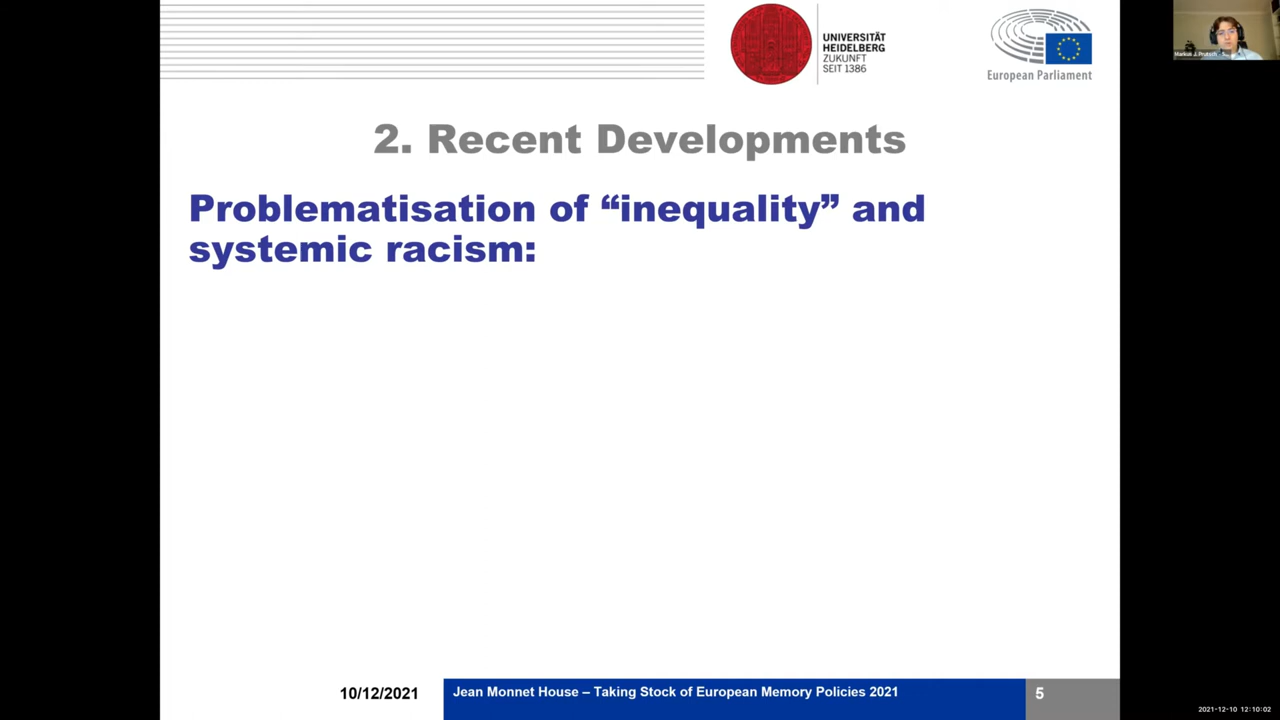 UNIVERSITÄT
HEIDELBERG
ZUKUNFT
SEIT 1386
European Parliament
2. Recent Developments
Problematisation of “inequality” and
systemic racism:
10/12/2021
Jean Monnet House – Taking Stock of European Memory Policies 2021
5
2021-12-10 12:10:02